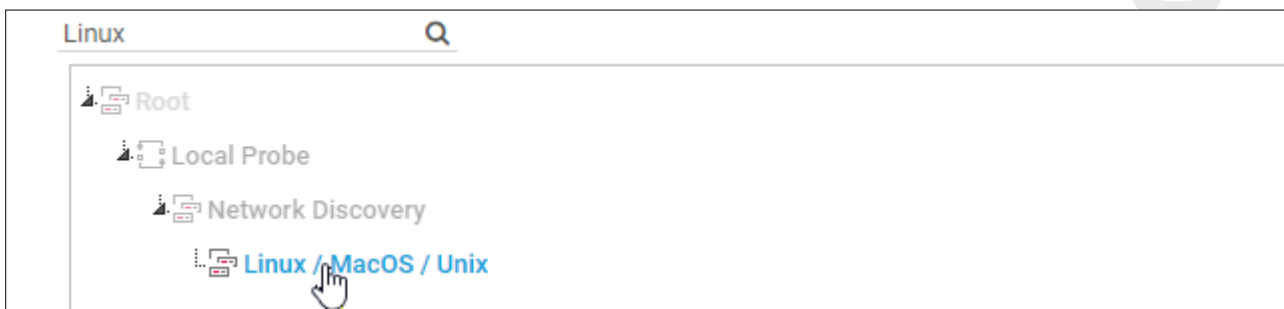 Linux
Root
Local Probe
Network Discovery
Linux / MacOS / Unix